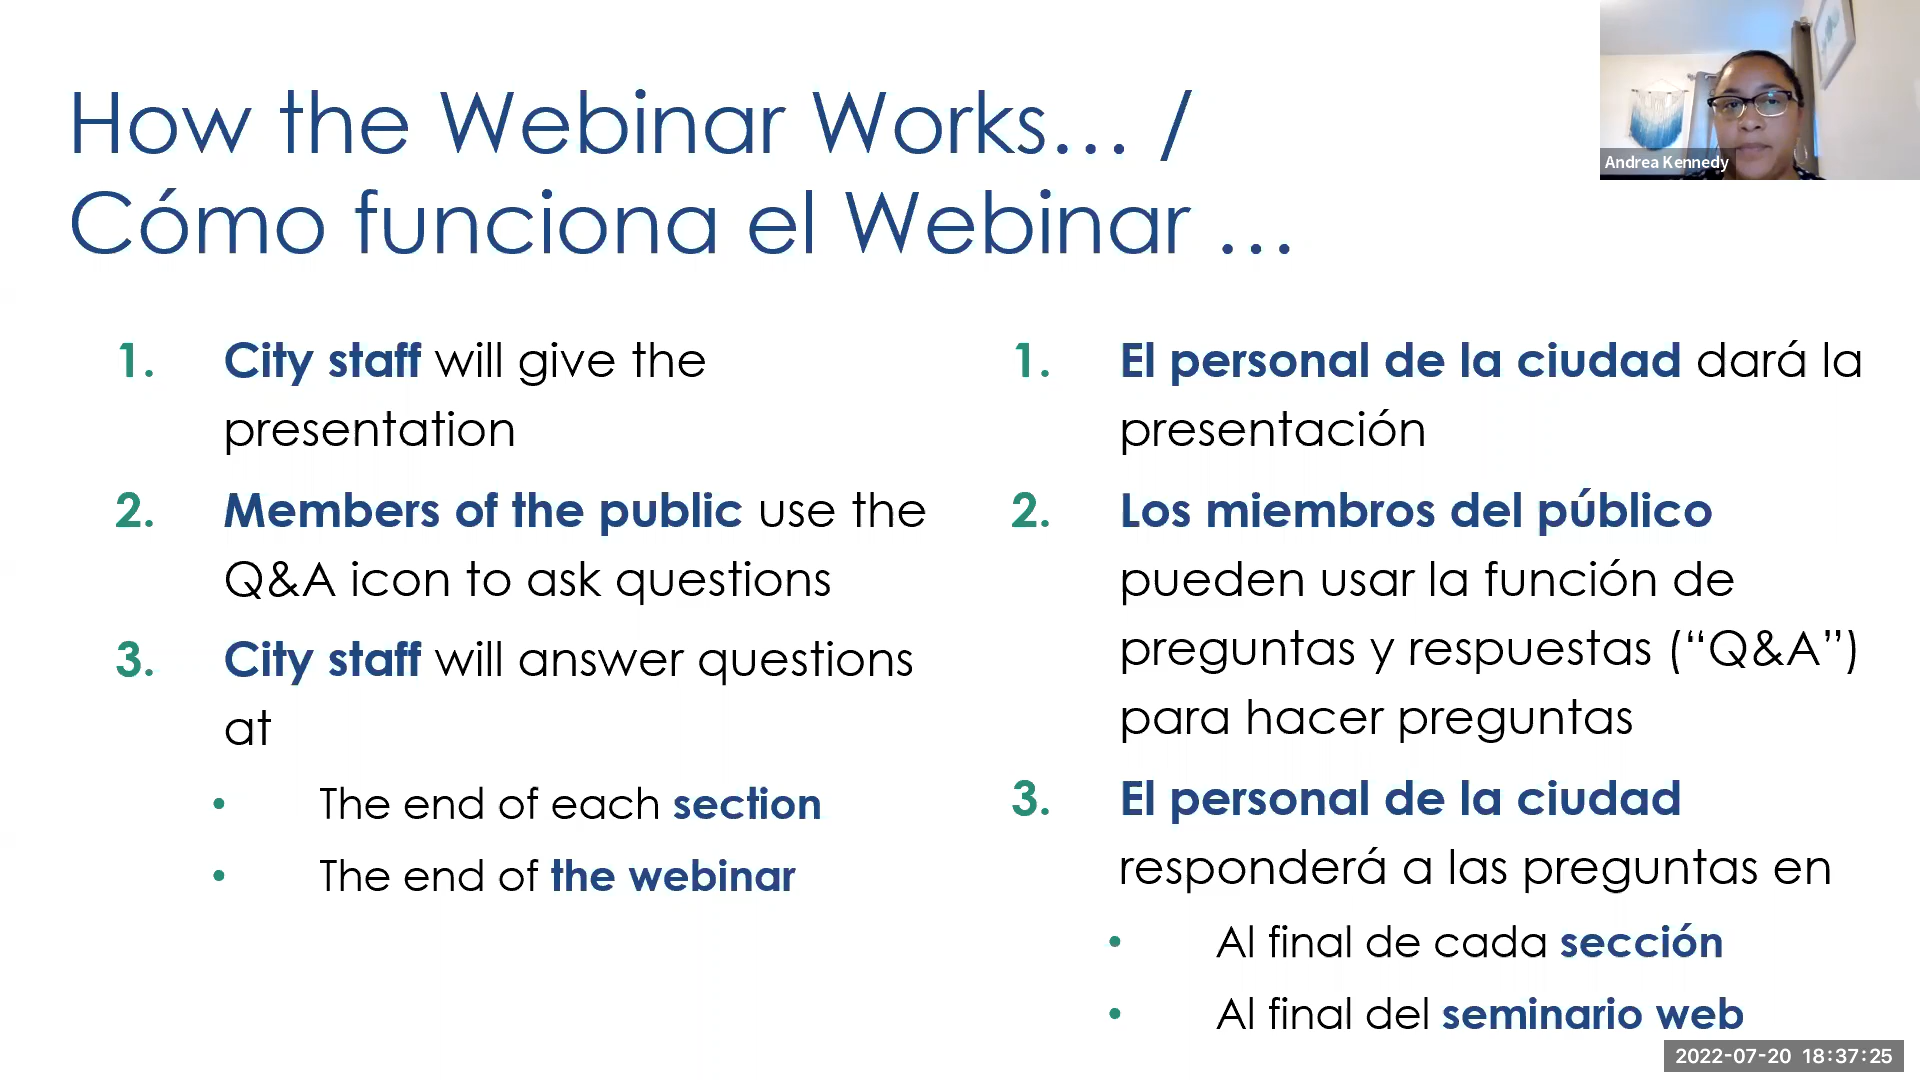 How the Webinar Works… /
Cómo funciona el Webinar …
Andrea Kennedy
1. City staff will give the
presentation
2. Members of the public use the
Q&A icon to ask questions
3. City staff will answer questions
at
• The end of each section
• The end of the webinar
1. El personal de la ciudad dará la
presentación
2. Los miembros del público
pueden usar la función de
preguntas y respuestas (“Q&A”)
para hacer preguntas
3. El personal de la ciudad
responderá a las preguntas en
• Al final de cada sección
• Al final del seminario web
2022-07-20 18:37:25